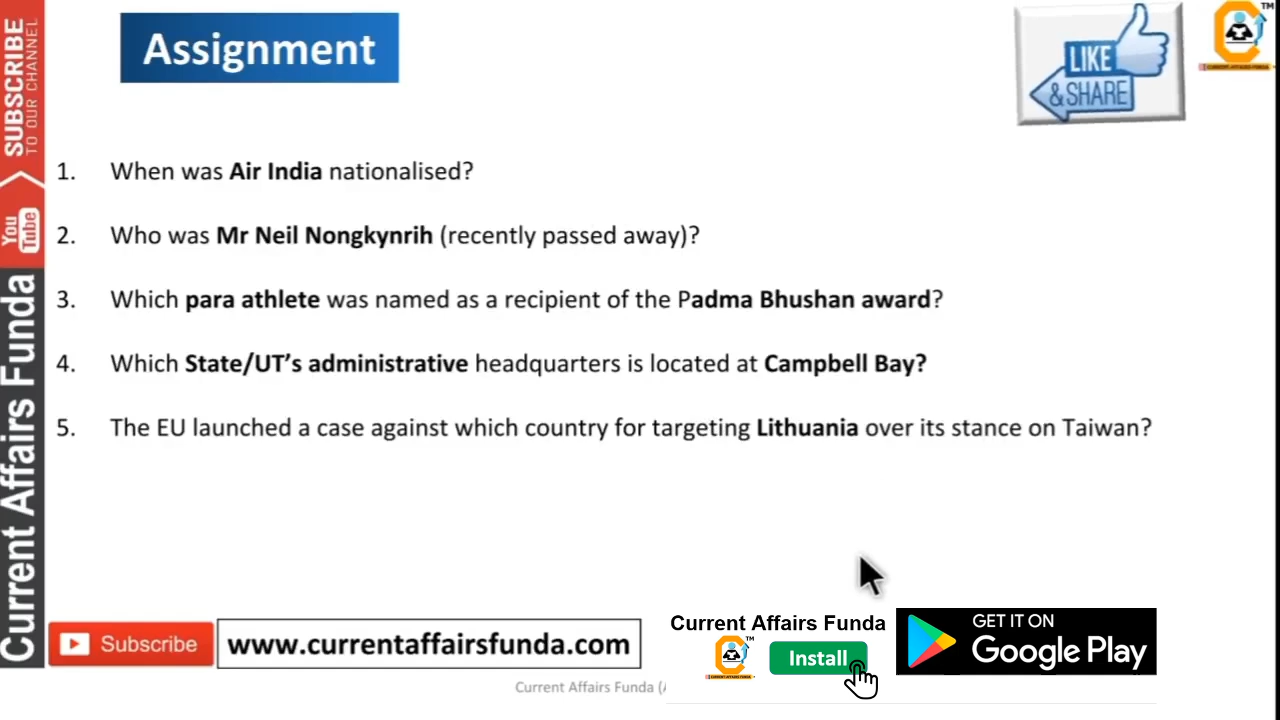 Assignment
LIKE
& SHARE
TM
SUBSCRIBE
TO OUR CHANNEL
You
Tube
Current Affairs Funda
1. When was Air India nationalised?
2. Who was Mr Neil Nongkynrih (recently passed away)?
3. Which para athlete was named as a recipient of the Padma Bhushan award?
4. Which State/UT’s administrative headquarters is located at Campbell Bay?
5. The EU launched a case against which country for targeting Lithuania over its stance on Taiwan?
Subscribe
www.currentaffairsfunda.com
Current Affairs Funda
TM
Install
GET IT ON
Google Play
Current Affairs Funda (